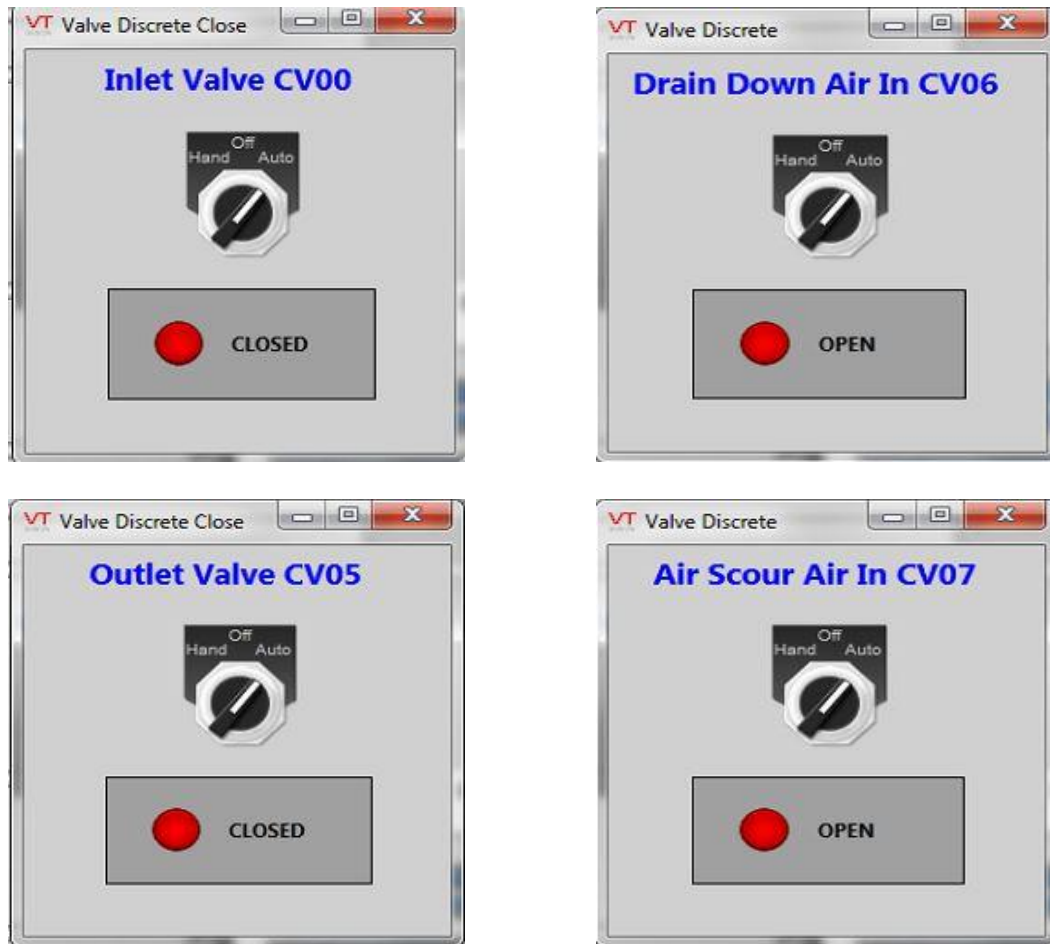 VT Valve Discrete Close
Inlet Valve CV00
Off
Hand Auto
CLOSED
VT Valve Discrete
Drain Down Air In CV06
Off
Hand Auto
OPEN
VT Valve Discrete Close
Outlet Valve CV05
Off
Hand Auto
CLOSED
VT Valve Discrete
Air Scour Air In CV07
Off
Hand Auto
OPEN